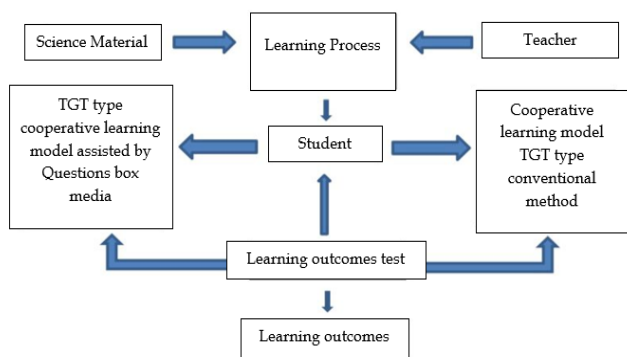 Science Material
Learning Process
Teacher
TGT type
cooperative learning
model assisted by
Questions box
media
Student
Cooperative
learning model
TGT type
conventional
method
Learning outcomes test
Learning outcomes